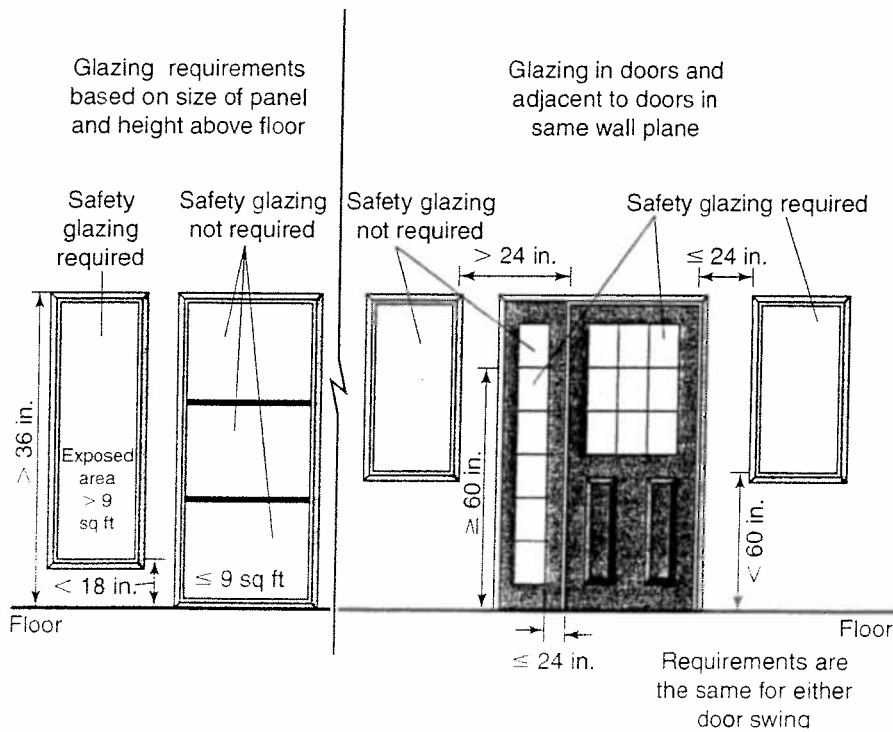 Glazing requirements
based on size of panel
and height above floor
Glazing in doors and
adjacent to doors in
same wall plane
Safety
glazing
required
Safety glazing
not required
Safety glazing
not required
Safety glazing required
> 24 in.
≤ 24 in.
> 36 in.
Exposed
area
> 9
sq ft
< 18 in.
≤ 9 sq ft
≥ 60 in.
< 60 in.
Floor
Floor
≤ 24 in.
Requirements are
the same for either
door swing